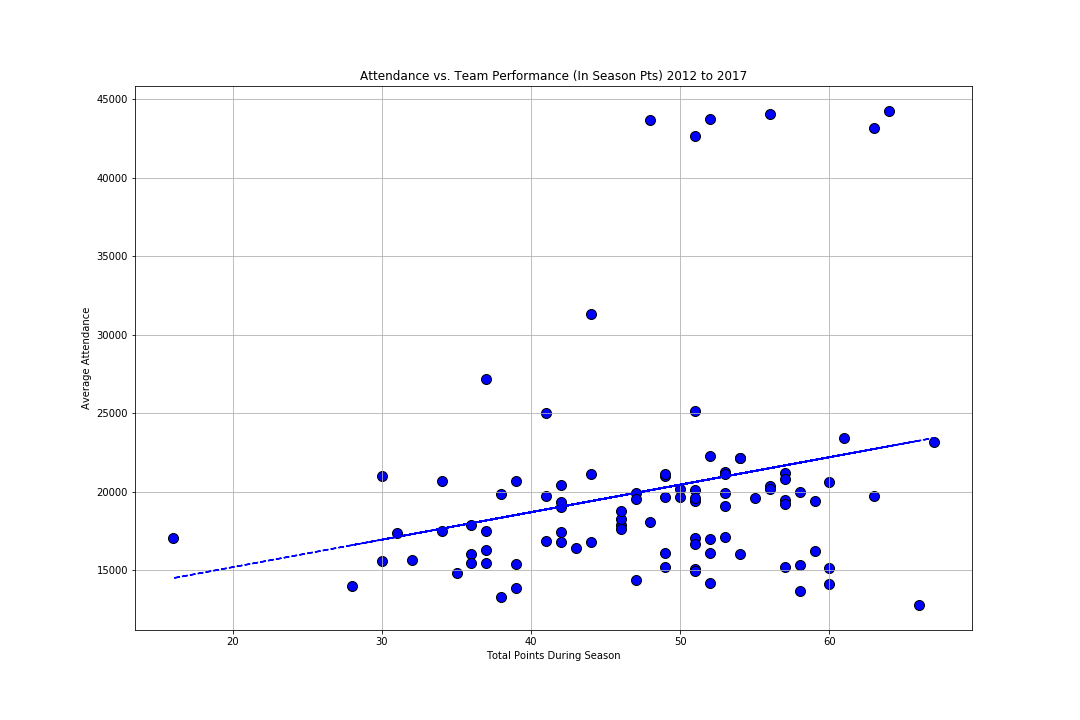 Attendance vs. Team Performance (In Season Pts) 2012 to 2017
45000
40000
35000
30000
25000
20000
15000
Average Attendance
20 30 40 50 60
Total Points During Season